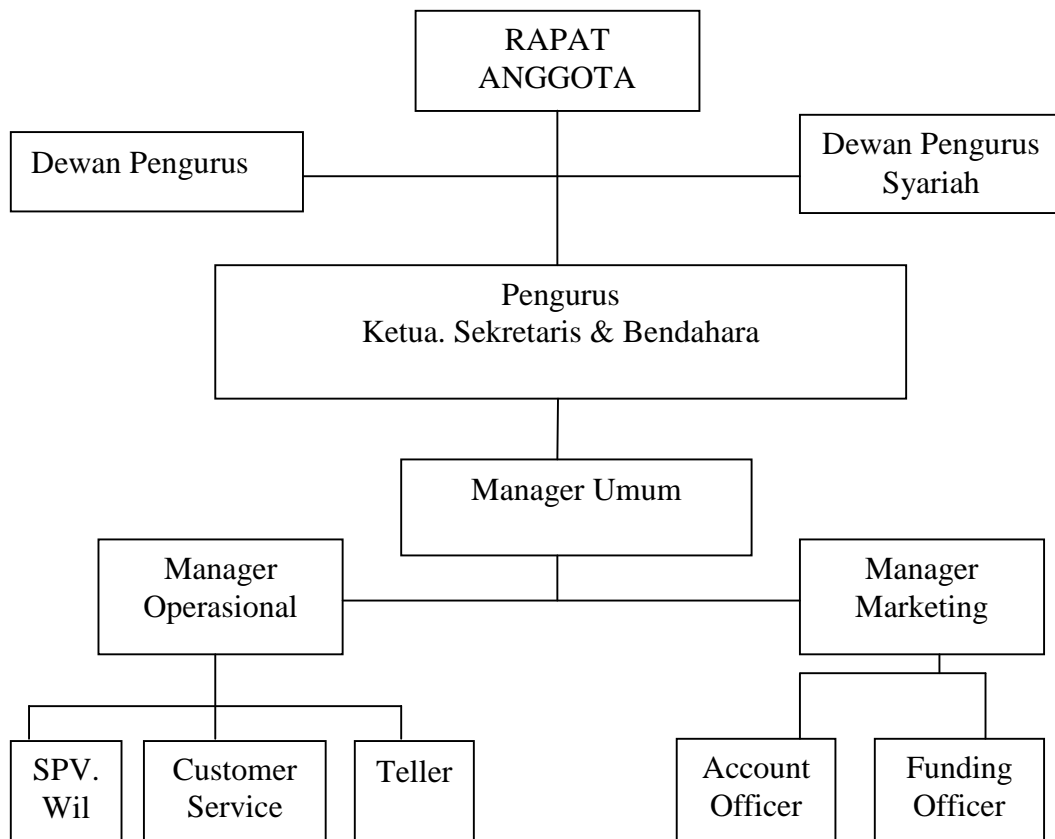 RAPAT
ANGGOTA
Dewan Pengurus
Dewan Pengurus
Syariah
Pengurus
Ketua. Sekretaris & Bendahara
Manager Umum
Manager
Operasional
Manager
Marketing
SPV.
Wil
Customer
Service
Teller
Account
Officer
Funding
Officer